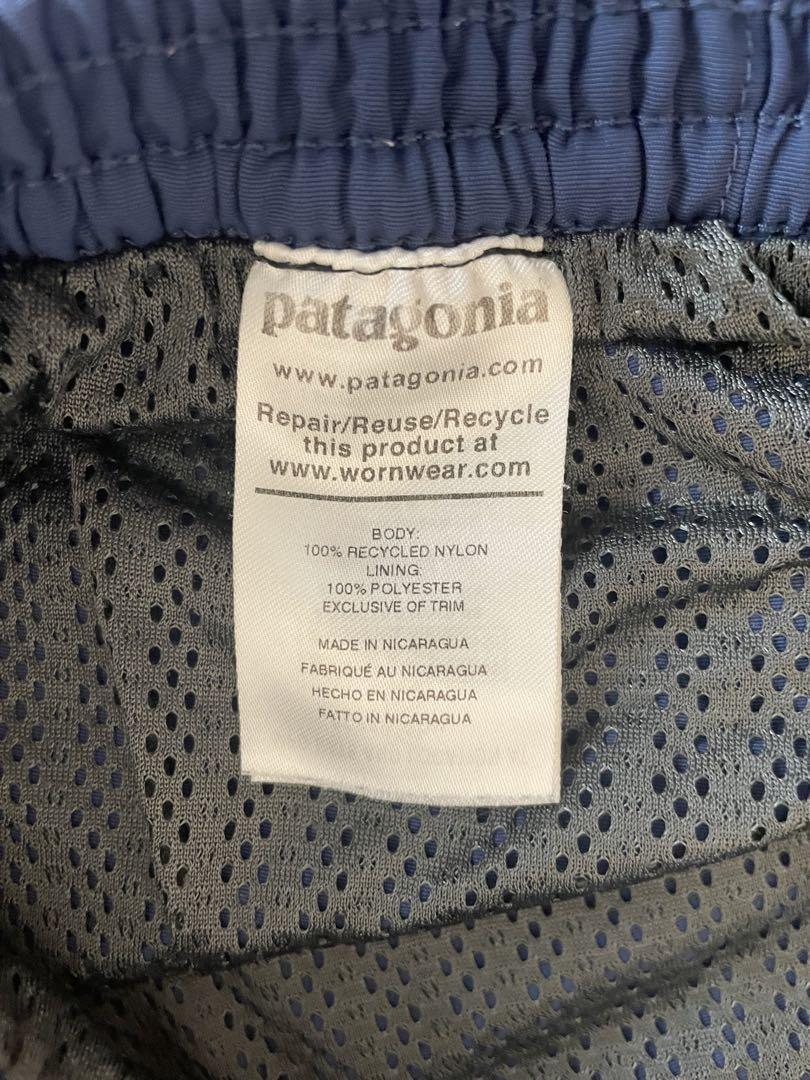 patagonia
www.patagonia.com
Repair/Reuse/Recycle
this product at
www.wornwear.com
BODY:
100% RECYCLED NYLON
LINING:
100% POLYESTER
EXCLUSIVE OF TRIM
MADE IN NICARAGUA
FABRIQUÉ AU NICARAGUA
HECHO EN NICARAGUA
FATTO IN NICARAGUA